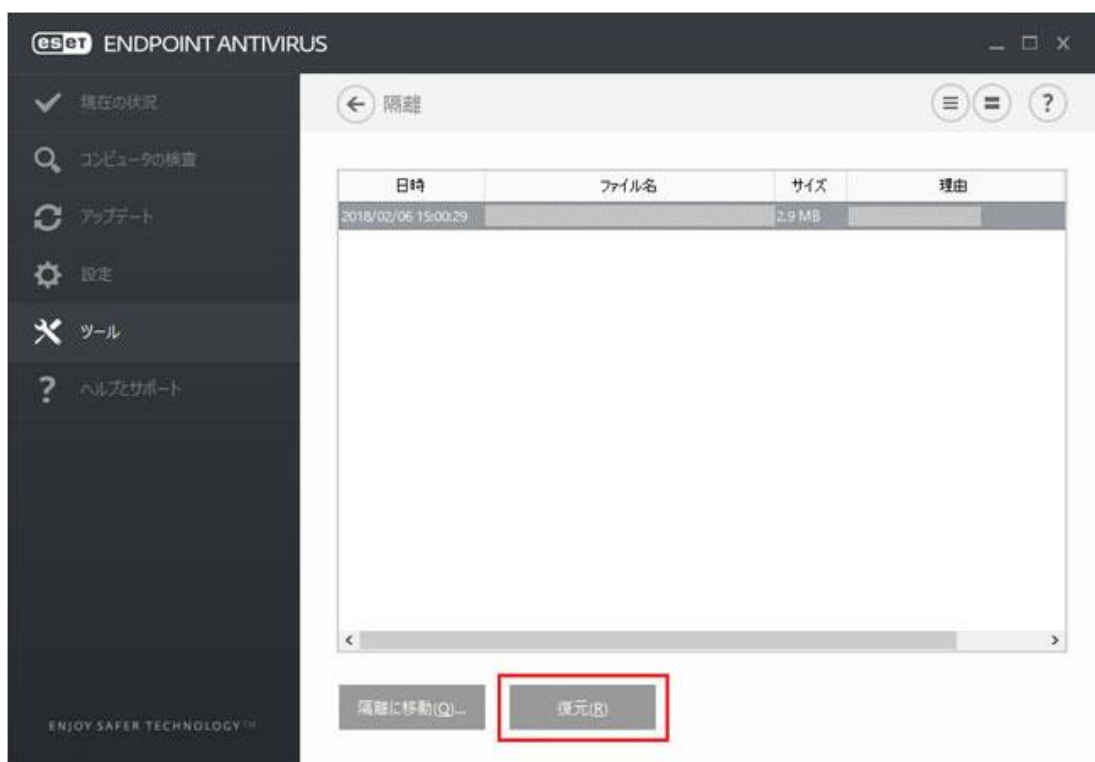 eset ENDPOINT ANTIVIRUS
現在の状況
コンピュータの検査
アップデート
設定
ツール
ヘルプとサポート
ENJOY SAFER TECHNOLOGY™
隔離
?
日時 ファイル名 サイズ 理由
2018/02/06 15:00:29 2.9 MB
隔離に移動(Q)... 復元(R)